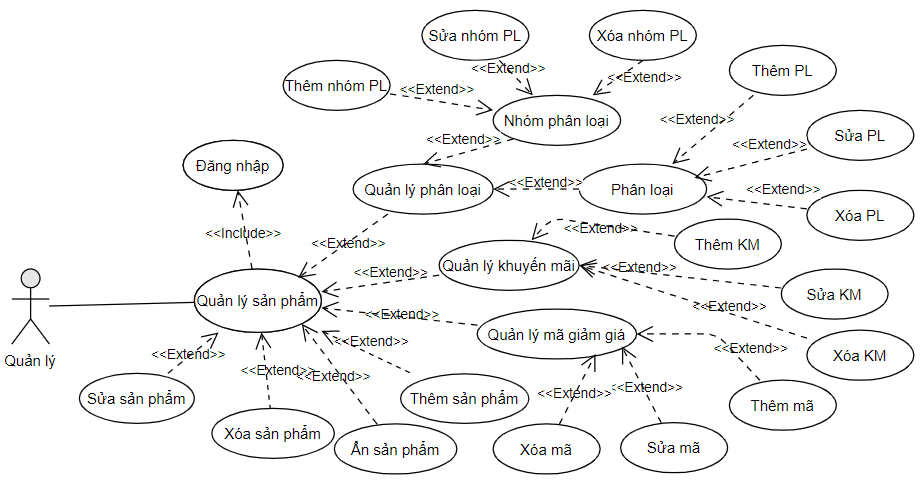 Sửa nhóm PL
Xóa nhóm PL
<<Extend>>
<<Extend>>
Thêm PL
Thêm nhóm PL
<<Extend>>
Nhóm phân loại
<<Extend>>
Sửa PL
<<Extend>>
<<Extend>>
Đăng nhập
Quản lý phân loại
<<Extend>>
Phân loại
<<Extend>>
Xóa PL
<<Include>>
<<Extend>>
<<Extend>>
Thêm KM
Quản lý khuyến mãi
<<Extend>>
<<Extend>>
Sửa KM
Quản lý sản phẩm
<<Extend>>
<<Extend>>
Quản lý mã giảm giá
<<Extend>>
Quản lý
<<Extend>>
Xóa KM
<<Extend>>
<<Extend>>
<<Extend>>
<<Extend>>
<<Extend>>
<<Extend>>
Sửa sản phẩm
Thêm sản phẩm
Thêm mã
Xóa sản phẩm
Ẩn sản phẩm
Xóa mã
Sửa mã